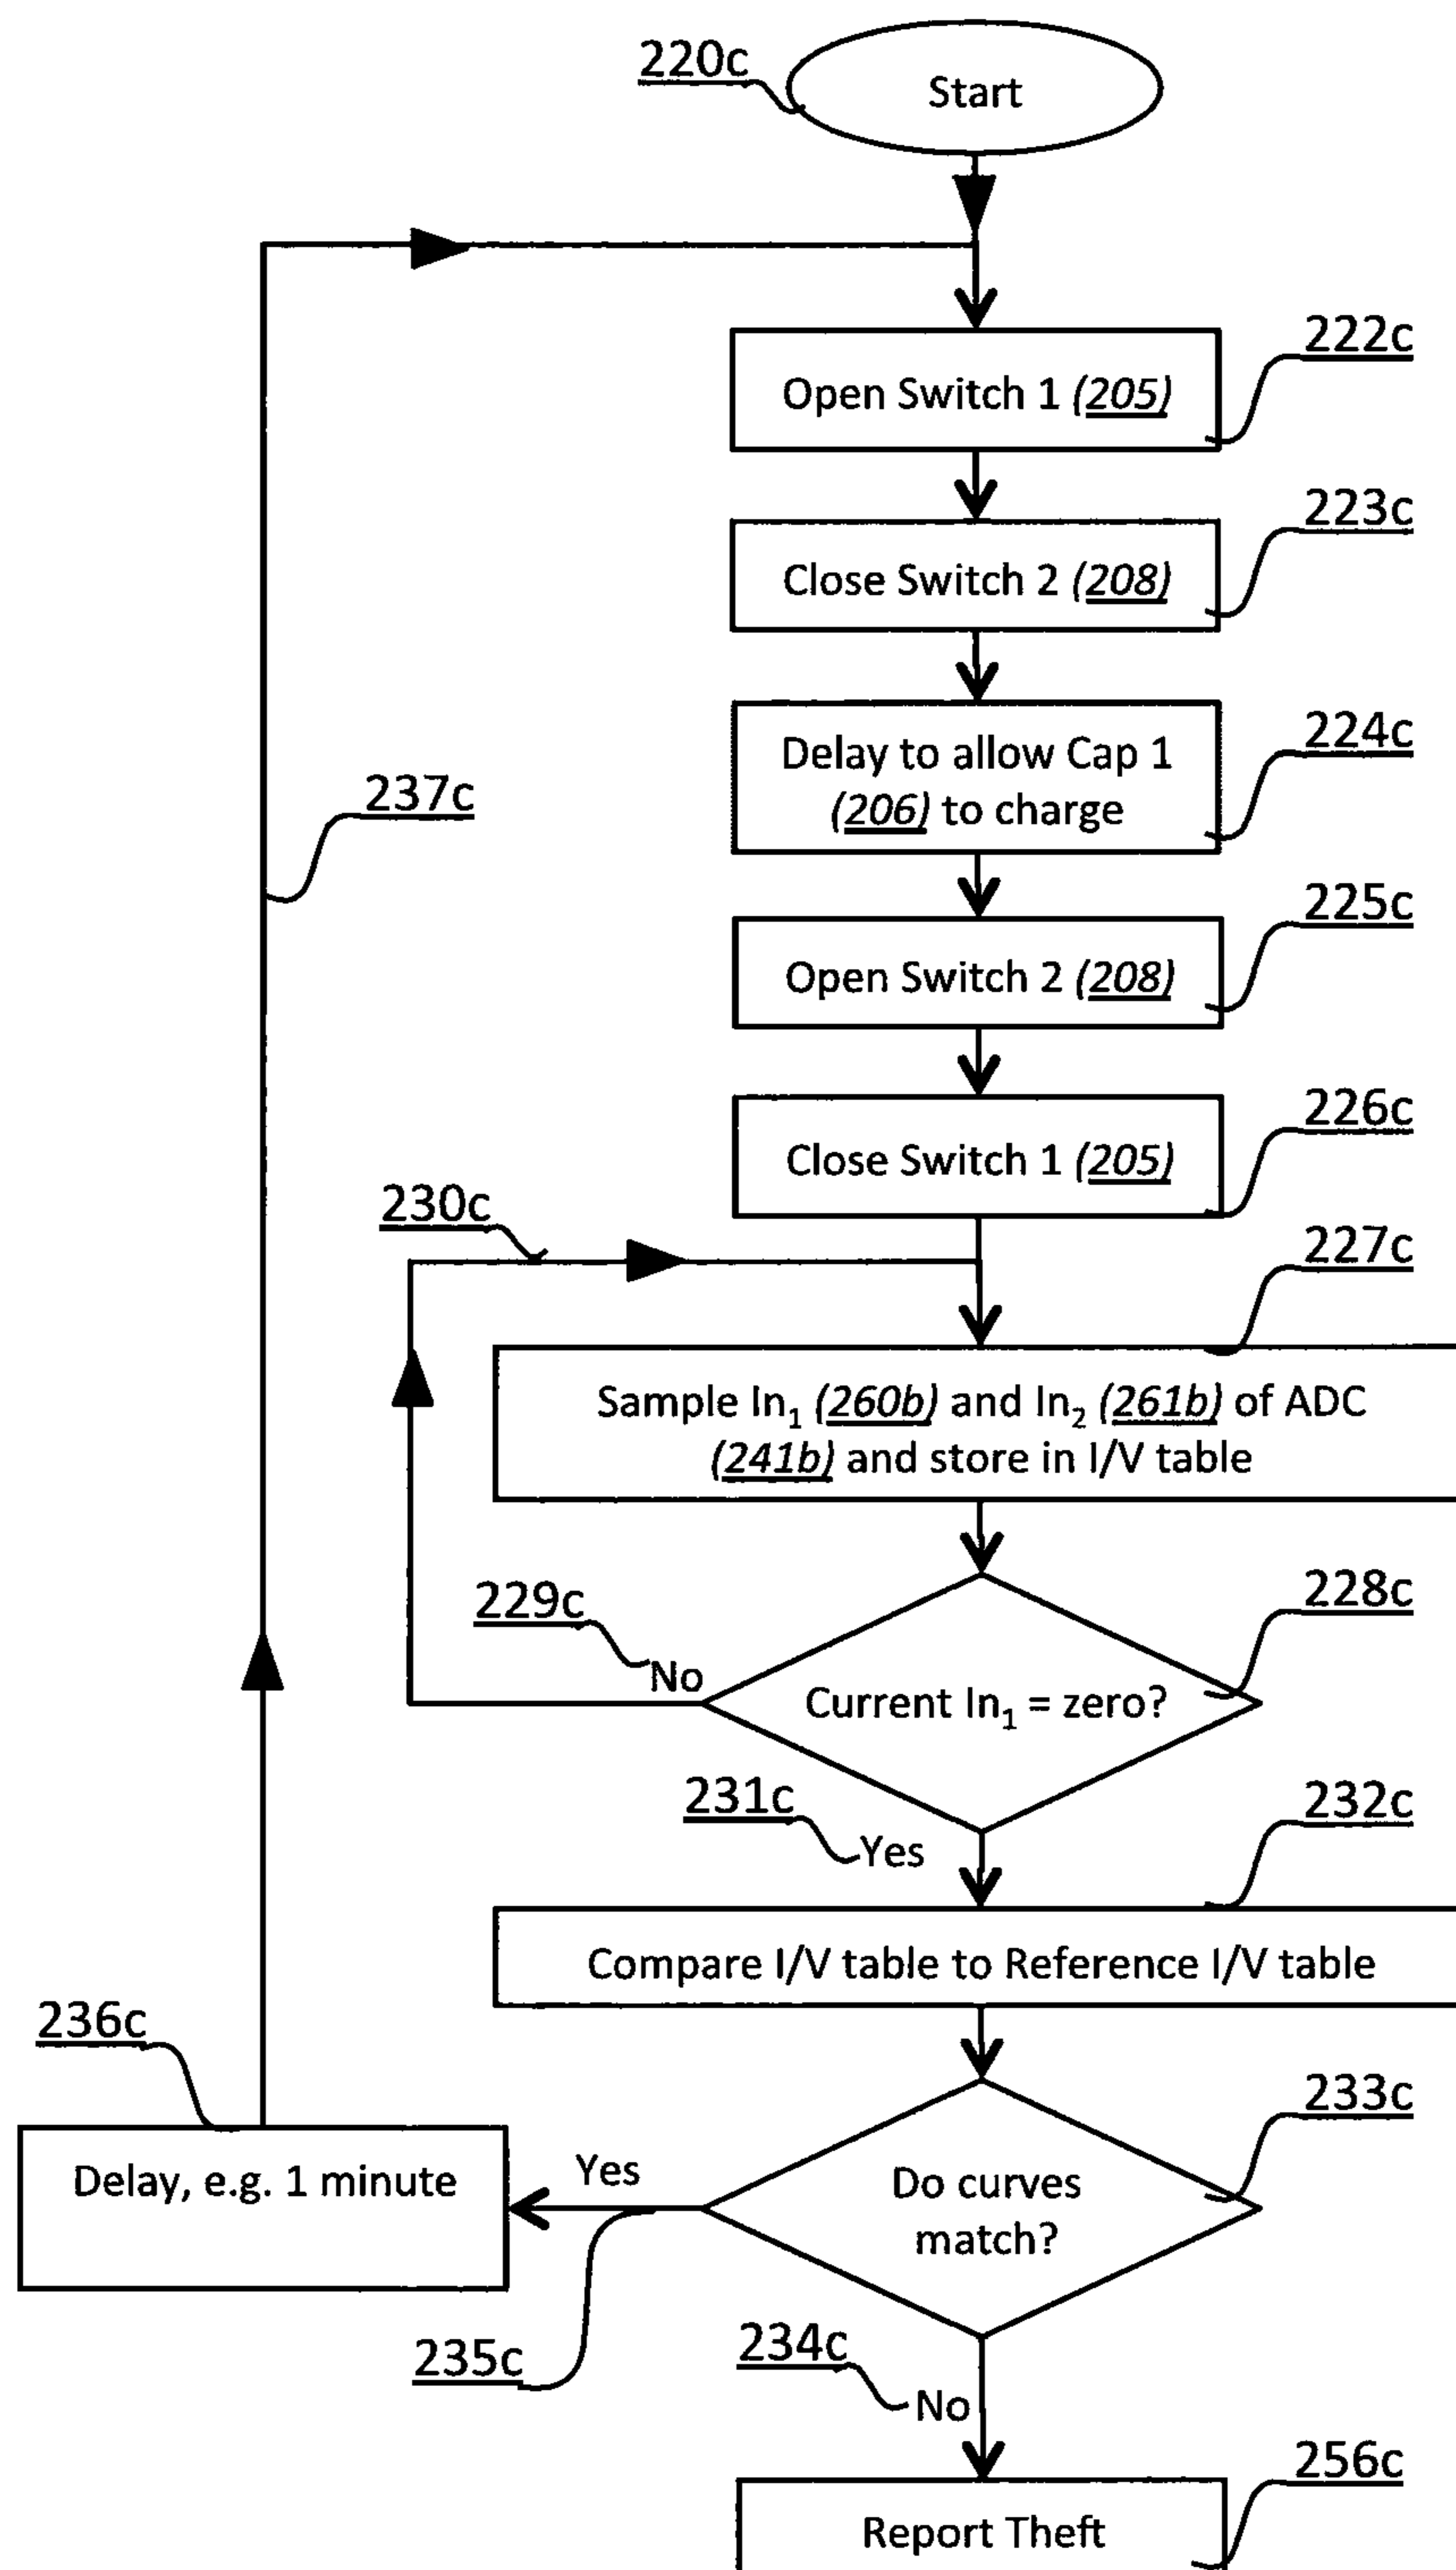 220c
Start
222c
Open Switch 1 (205)
223c
Close Switch 2 (208)
224c
Delay to allow Cap 1
(206) to charge
237c
225c
Open Switch 2 (208)
226c
Close Switch 1 (205)
230c
227c
Sample In₁ (260b) and In₂ (261b) of ADC
(241b) and store in I/V table
229c
228c
No
Current In₁ = zero?
231c
232c
Yes
Compare I/V table to Reference I/V table
236c
233c
Delay, e.g. 1 minute
Yes
Do curves
match?
235c
234c
No
256c
Report Theft